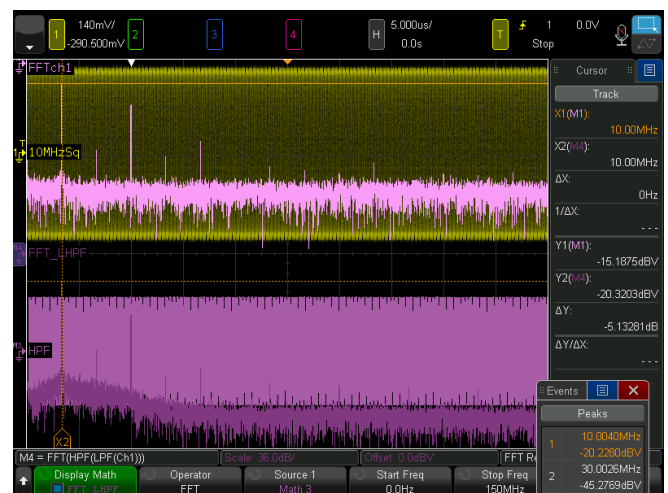 1 140mV/ -290.500mV 2 3 4 H 5.000us/ 0.0s T 1 0.0V Stop
FFTch1
Cursor
Track
X1(M1):
10.00MHz
10MHzSq
X2(M4):
10.00MHz
ΔX:
0Hz
1/ΔX:
---
Y1(M1):
-15.1875dBV
FFT_LHPF
Y2(M4):
-20.3203dBV
ΔY:
-5.13281dB
HPF
ΔY/ΔX:
---
Events
Peaks
1 10.0040MHz
-20.2280dBV
2 30.0026MHz
-45.2769dBV
X2
M4 = FFT(HPF(LPF(Ch1))) Scale: 36.0dB/ Offset: 0.0dBV FFT Re
Display Math Operator Source 1 Start Freq Stop Freq
FFT_LHPF FFT Math 3 0.0Hz 150MHz